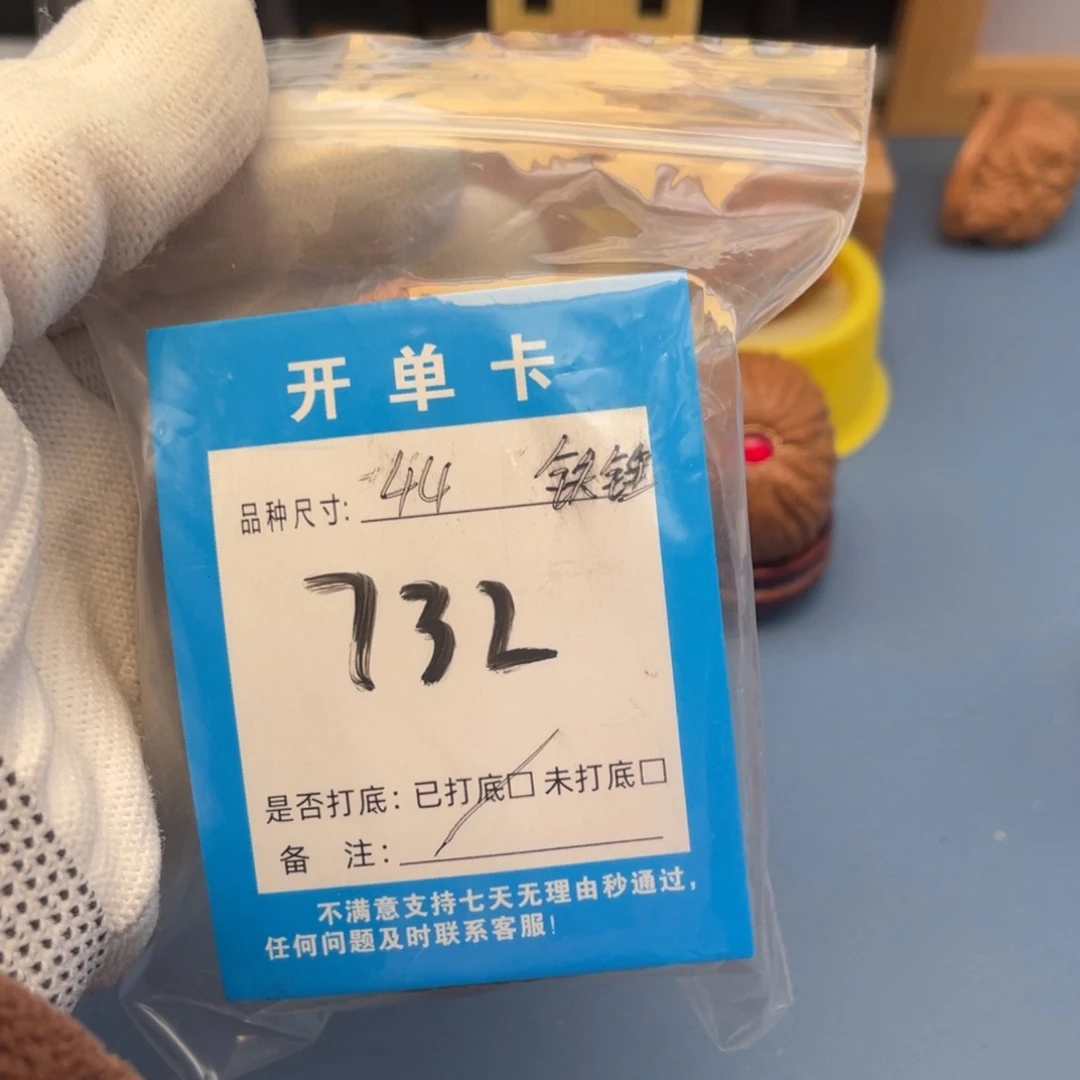 开单卡
品种尺寸: 44 铁锉
732
是否打底: 已打底□ 未打底□
备 注:
不满意支持七天无理由秒通过,
任何问题及时联系客服!